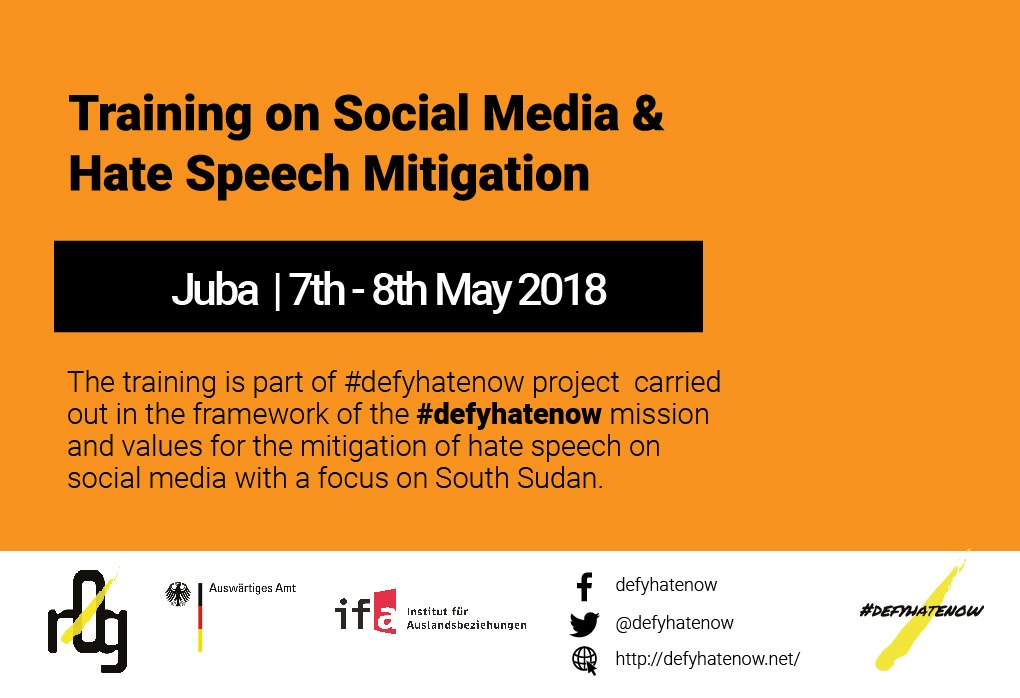 Training on Social Media &
Hate Speech Mitigation
Juba | 7th - 8th May 2018
The training is part of #defyhatenow project carried
out in the framework of the #defyhatenow mission
and values for the mitigation of hate speech on
social media with a focus on South Sudan.
r0g
Auswärtiges Amt
ifa
Institut für
Auslandsbeziehungen
defyhatenow
@defyhatenow
http://defyhatenow.net/
#DEFYHATENOW